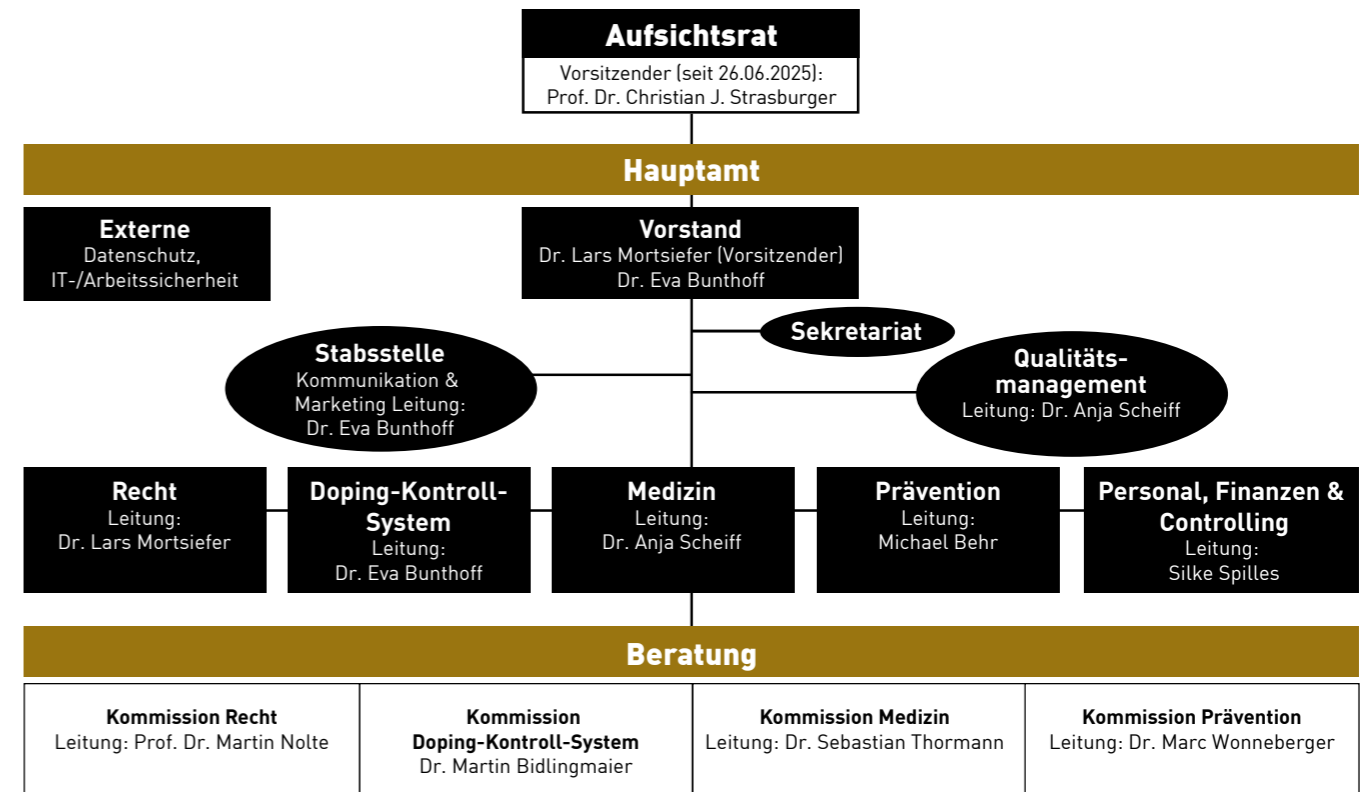 Aufsichtsrat
Vorsitzender (seit 26.06.2025):
Prof. Dr. Christian J. Strasburger
Hauptamt
Externe
Datenschutz,
IT-/Arbeitssicherheit
Vorstand
Dr. Lars Mortsiefer (Vorsitzender)
Dr. Eva Bunthoff
Sekretariat
Stabsstelle
Kommunikation &
Marketing Leitung:
Dr. Eva Bunthoff
Qualitäts-
management
Leitung: Dr. Anja Scheiff
Recht
Leitung:
Dr. Lars Mortsiefer
Doping-Kontroll-
System
Leitung:
Dr. Eva Bunthoff
Medizin
Leitung:
Dr. Anja Scheiff
Prävention
Leitung:
Michael Behr
Personal, Finanzen &
Controlling
Leitung:
Silke Spilles
Beratung
Kommission Recht
Leitung: Prof. Dr. Martin Nolte
Kommission
Doping-Kontroll-System
Dr. Martin Bidlingmaier
Kommission Medizin
Leitung: Dr. Sebastian Thormann
Kommission Prävention
Leitung: Dr. Marc Wonneberger